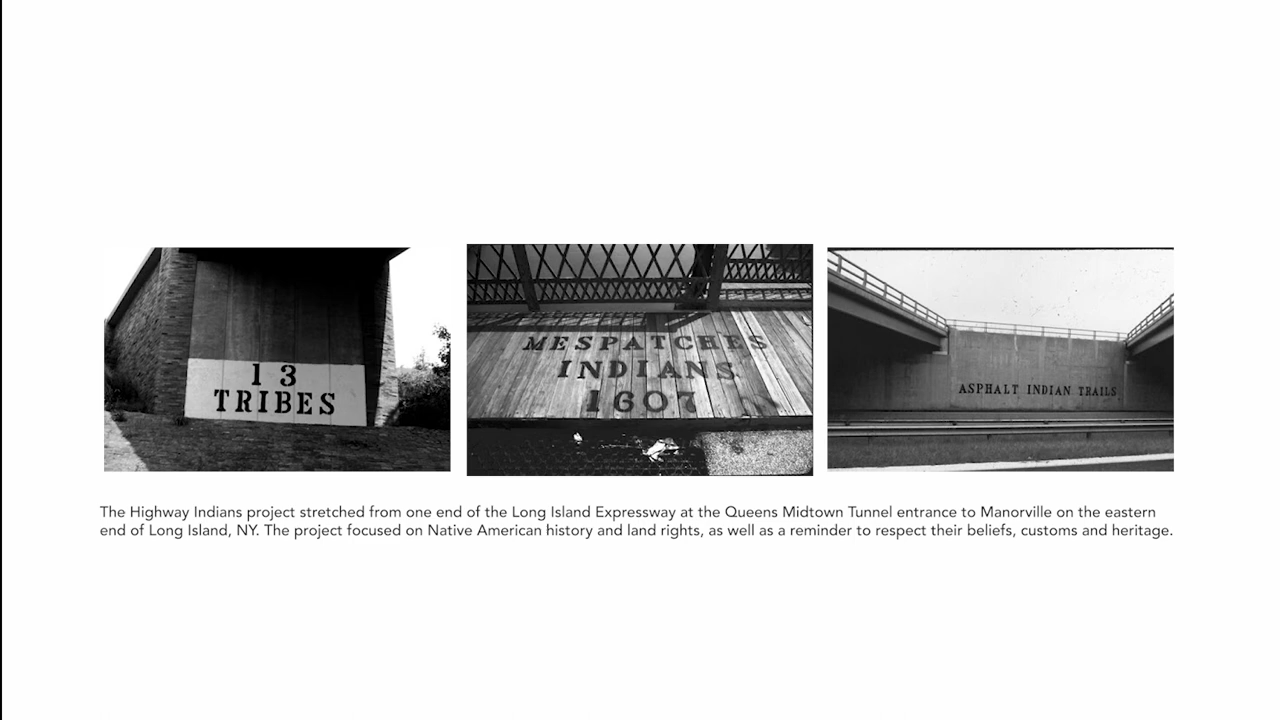 13
TRIBES
MESPATCHES
INDIANS
1607
ASPHALT INDIAN TRAILS
The Highway Indians project stretched from one end of the Long Island Expressway at the Queens Midtown Tunnel entrance to Manorville on the eastern
end of Long Island, NY. The project focused on Native American history and land rights, as well as a reminder to respect their beliefs, customs and heritage.